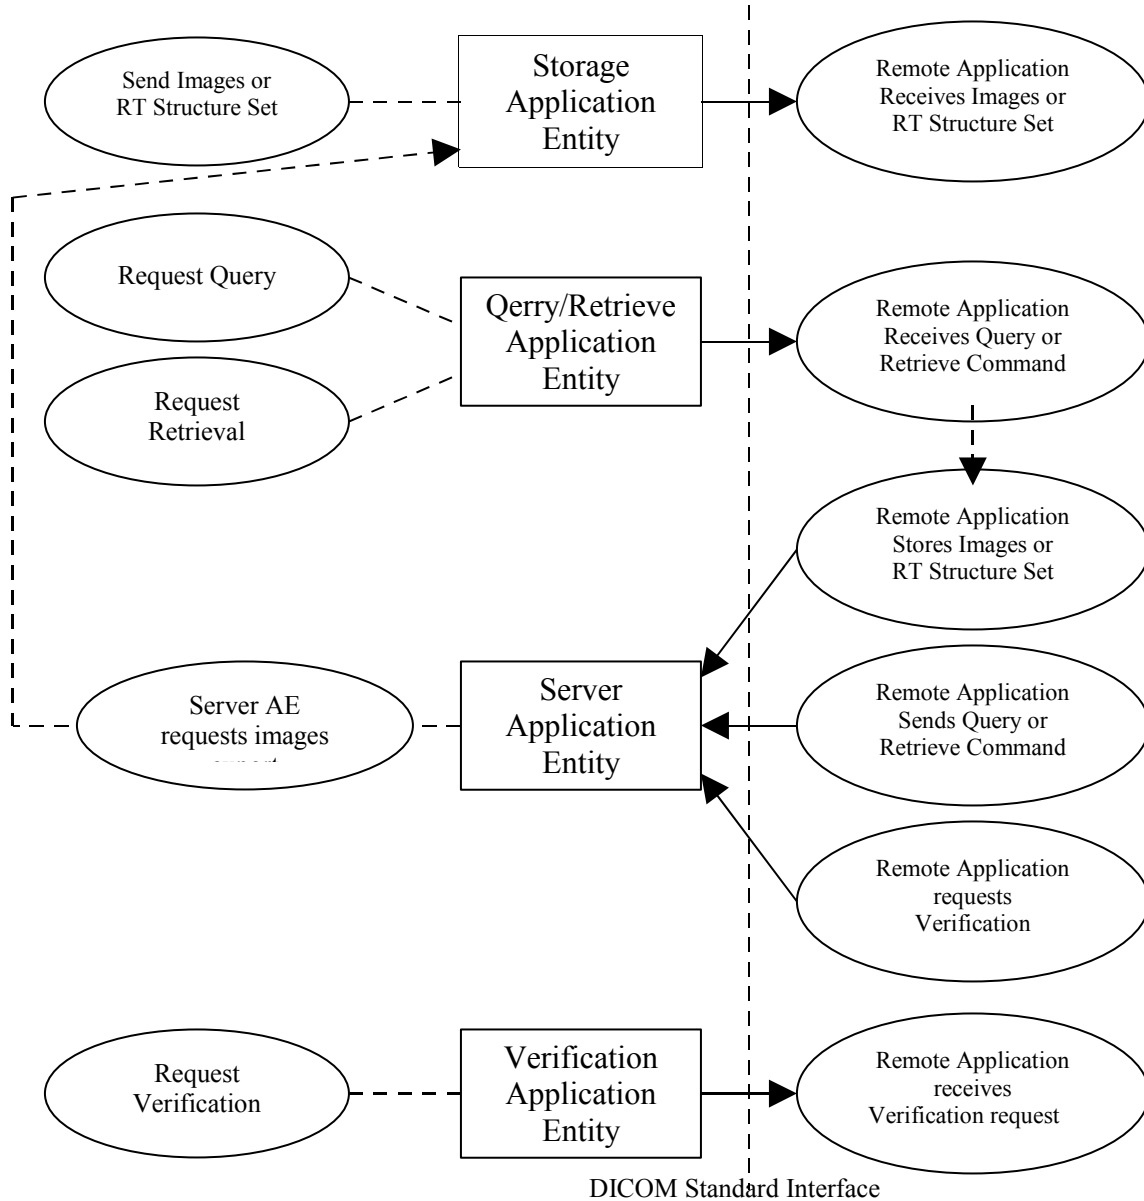 Send Images or
RT Structure Set
Storage
Application
Entity
Remote Application
Receives Images or
RT Structure Set
Request Query
Request
Retrieval
Qerry/Retrieve
Application
Entity
Remote Application
Receives Query or
Retrieve Command
Remote Application
Stores Images or
RT Structure Set
Server AE
requests images
Server
Application
Entity
Remote Application
Sends Query or
Retrieve Command
Remote Application
requests
Verification
Request
Verification
Verification
Application
Entity
Remote Application
receives
Verification request
DICOM Standard Interface